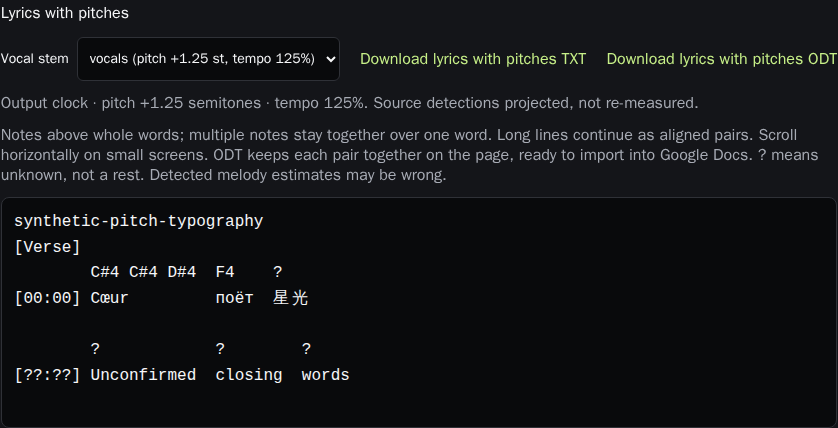 Lyrics with pitches
Vocal stem vocals (pitch +1.25 st, tempo 125%) Download lyrics with pitches TXT Download lyrics with pitches ODT
Output clock · pitch +1.25 semitones · tempo 125%. Source detections projected, not re-measured.
Notes above whole words; multiple notes stay together over one word. Long lines continue as aligned pairs. Scroll
horizontally on small screens. ODT keeps each pair together on the page, ready to import into Google Docs. ? means
unknown, not a rest. Detected melody estimates may be wrong.
synthetic-pitch-typography
[Verse]
C#4 C#4 D#4 F4 ?
[00:00] Cœur поёт 星光
? ? ?
[??:??] Unconfirmed closing words